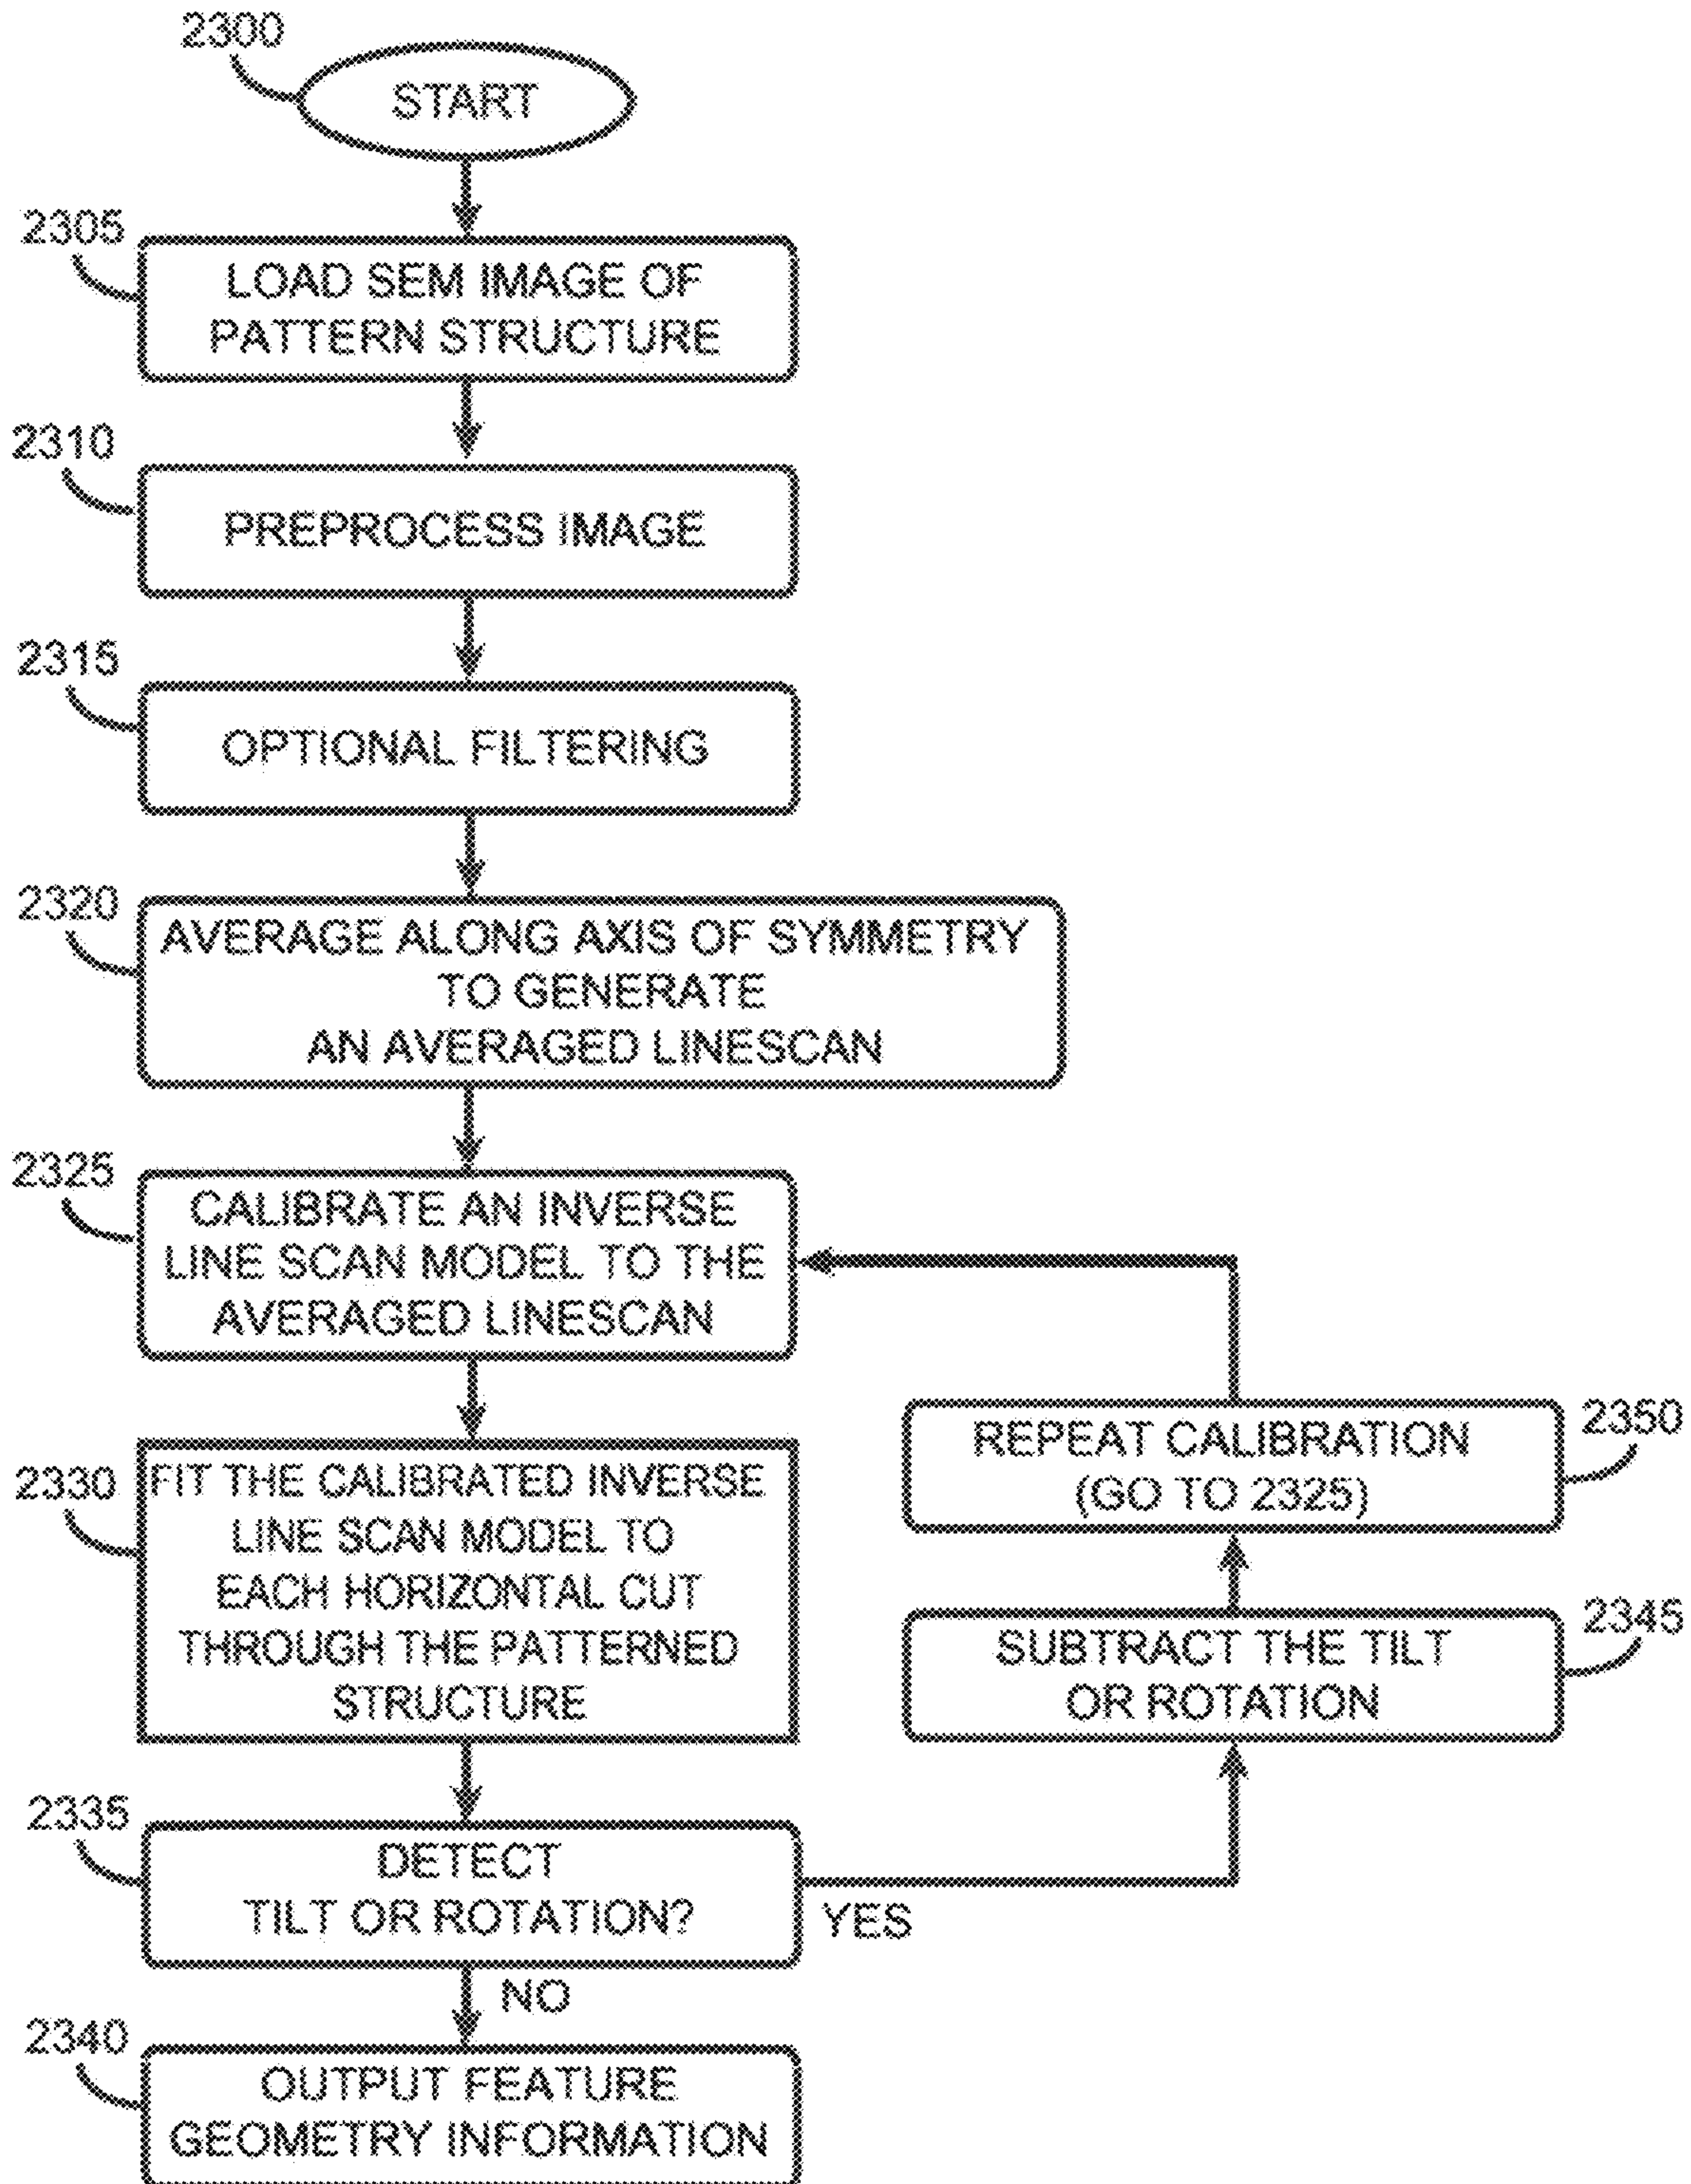 2300
START
2305
LOAD SEM IMAGE OF
PATTERN STRUCTURE
2310
PREPROCESS IMAGE
2315
OPTIONAL FILTERING
2320
AVERAGE ALONG AXIS OF SYMMETRY
TO GENERATE
AN AVERAGED LINESCAN
2325
CALIBRATE AN INVERSE
LINE SCAN MODEL TO THE
AVERAGED LINESCAN
2330
FIT THE CALIBRATED INVERSE
LINE SCAN MODEL TO
EACH HORIZONTAL CUT
THROUGH THE PATTERNED
STRUCTURE
2335
DETECT
TILT OR ROTATION?
YES
NO
2340
OUTPUT FEATURE
GEOMETRY INFORMATION
2350
REPEAT CALIBRATION
(GO TO 2325)
2345
SUBTRACT THE TILT
OR ROTATION